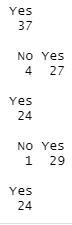 Yes
37
No Yes
4 27
Yes
24
No Yes
1 29
Yes
24